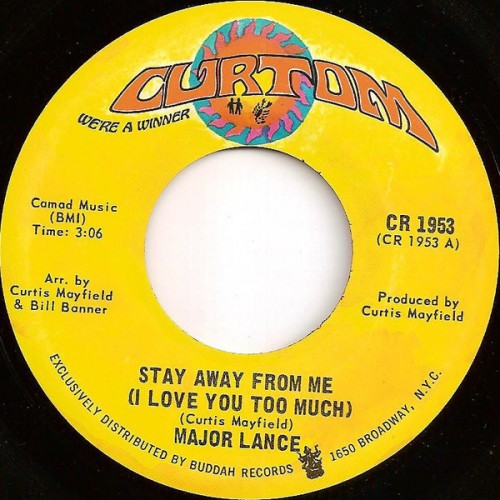 CURTOM
WE'RE A WINNER
Camad Music
(BMI)
Time: 3:06
CR 1953
(CR 1953 A)
Arr. by
Curtis Mayfield
& Bill Banner
Produced by
Curtis Mayfield
STAY AWAY FROM ME
(I LOVE YOU TOO MUCH)
(Curtis Mayfield)
MAJOR LANCE
EXCLUSIVELY DISTRIBUTED BY BUDDAH RECORDS 1650 BROADWAY, N.Y.C.